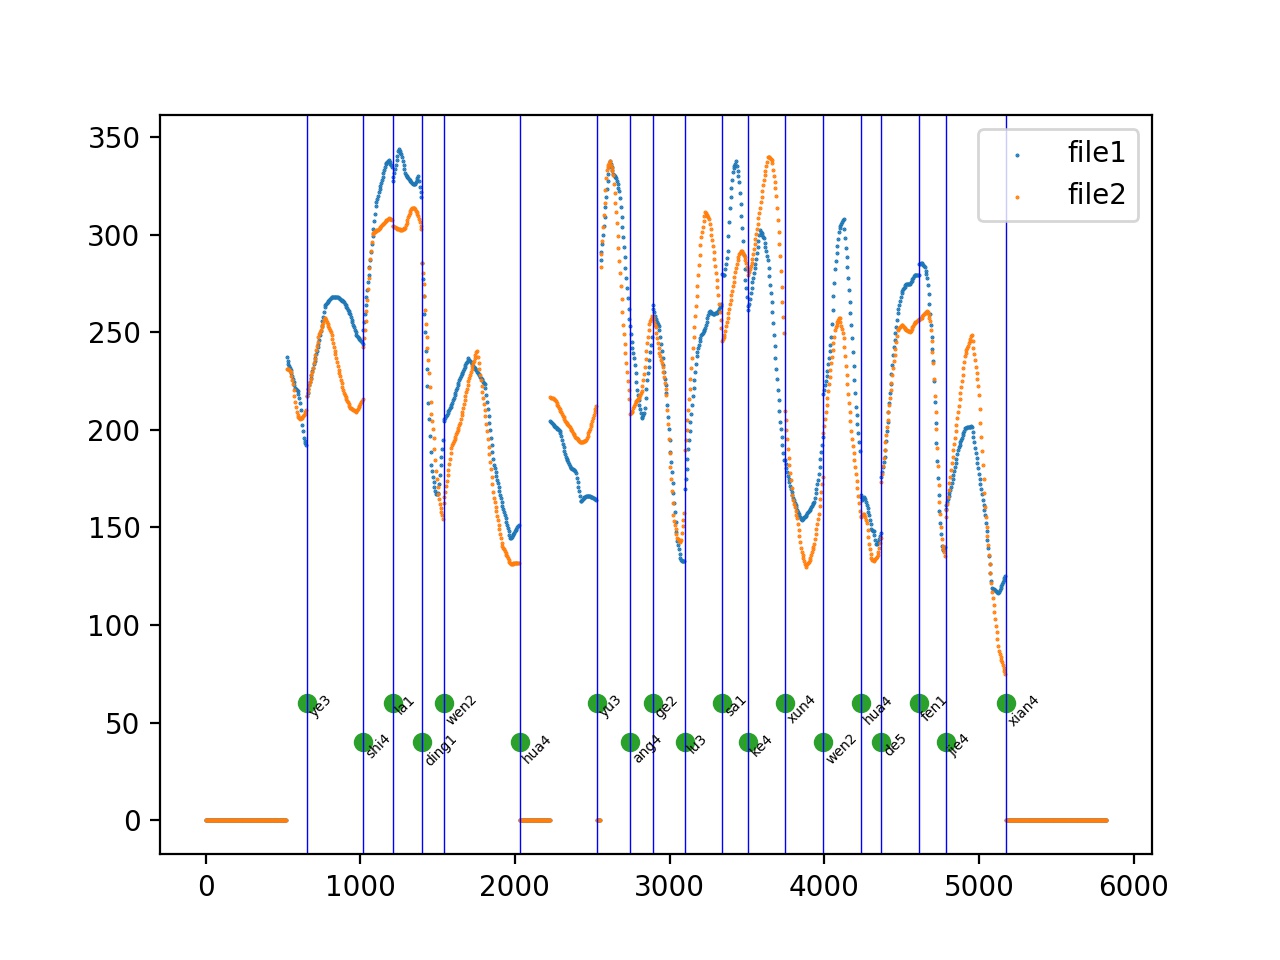 350
300
250
200
150
100
50
0
file1
file2
ye3
shi4
la1
ding1
wen2
hua4
yu3
ang4
ge2
lu3
sa1
ke4
xun4
wen2
hua4
de5
fen1
jie4
xian4
0
1000
2000
3000
4000
5000
6000